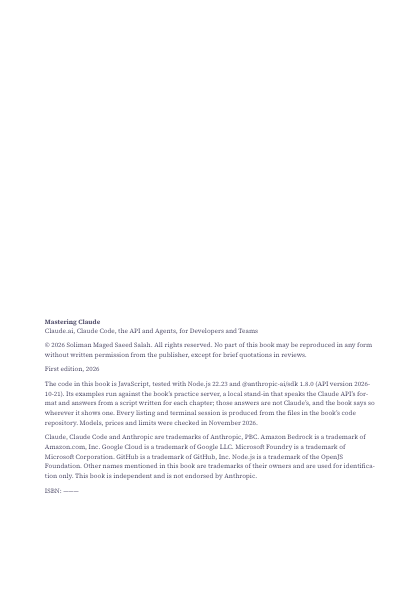 Mastering Claude
Claude.ai, Claude Code, the API and Agents, for Developers and Teams
© 2026 Soliman Maged Saeed Salah. All rights reserved. No part of this book may be reproduced in any form
without written permission from the publisher, except for brief quotations in reviews.
First edition, 2026
The code in this book is JavaScript, tested with Node.js 22.23 and @anthropic-ai/sdk 1.8.0 (API version 2026-
10-21). Its examples run against the book's practice server, a local stand-in that speaks the Claude API's for-
mat and answers from a script written for each chapter; those answers are not Claude's, and the book says so
wherever it shows one. Every listing and terminal session is produced from the files in the book's code
repository. Models, prices and limits were checked in November 2026.
Claude, Claude Code and Anthropic are trademarks of Anthropic, PBC. Amazon Bedrock is a trademark of
Amazon.com, Inc. Google Cloud is a trademark of Google LLC. Microsoft Foundry is a trademark of
Microsoft Corporation. GitHub is a trademark of GitHub, Inc. Node.js is a trademark of the OpenJS
Foundation. Other names mentioned in this book are trademarks of their owners and are used for identifica-
tion only. This book is independent and is not endorsed by Anthropic.
ISBN: ———